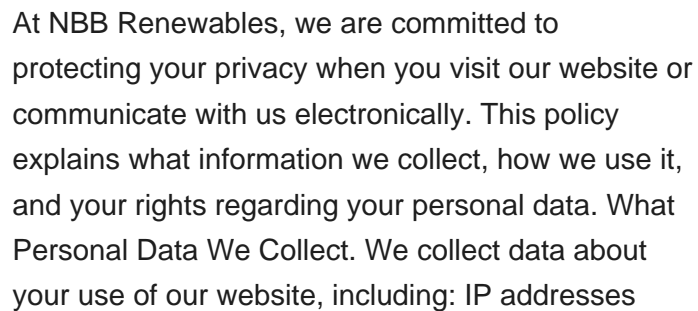 At NBB Renewables, we are committed to
protecting your privacy when you visit our website or
communicate with us electronically. This policy
explains what information we collect, how we use it,
and your rights regarding your personal data. What
Personal Data We Collect. We collect data about
your use of our website, including: IP addresses